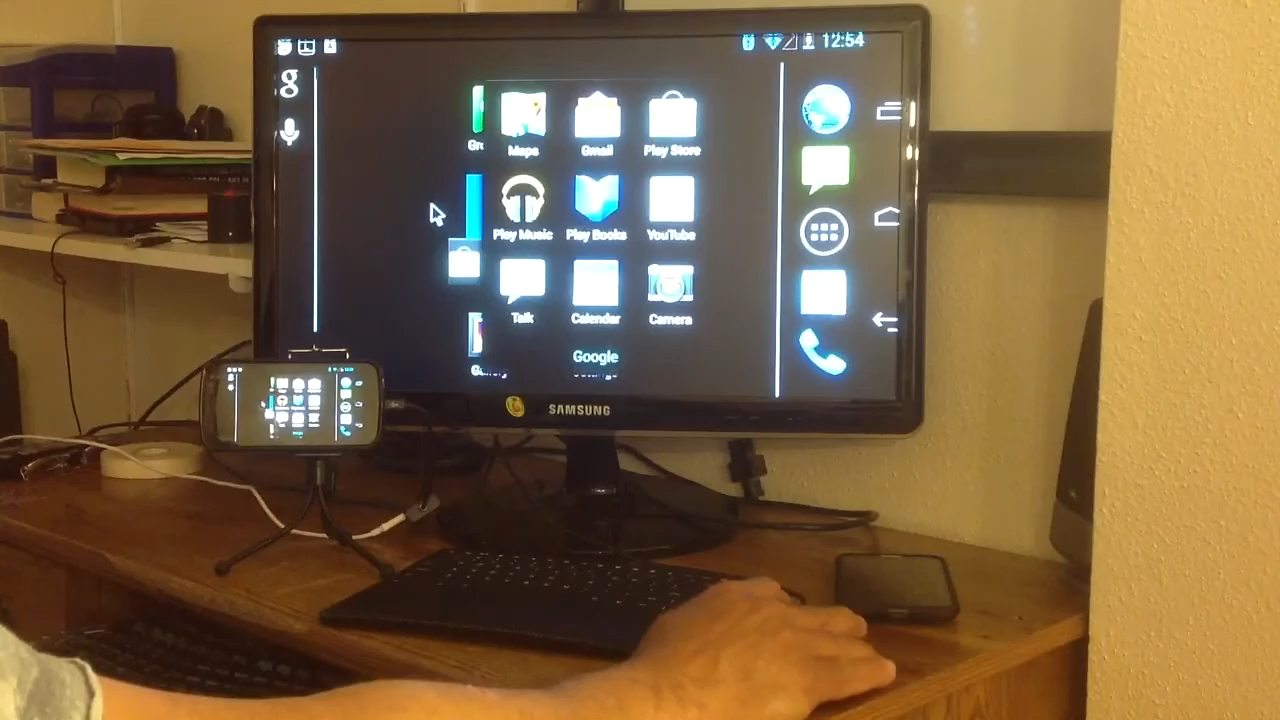 12:54
g
Maps Gmail Play Store
Play Music Play Books YouTube
Talk Calendar Camera
Google
SAMSUNG